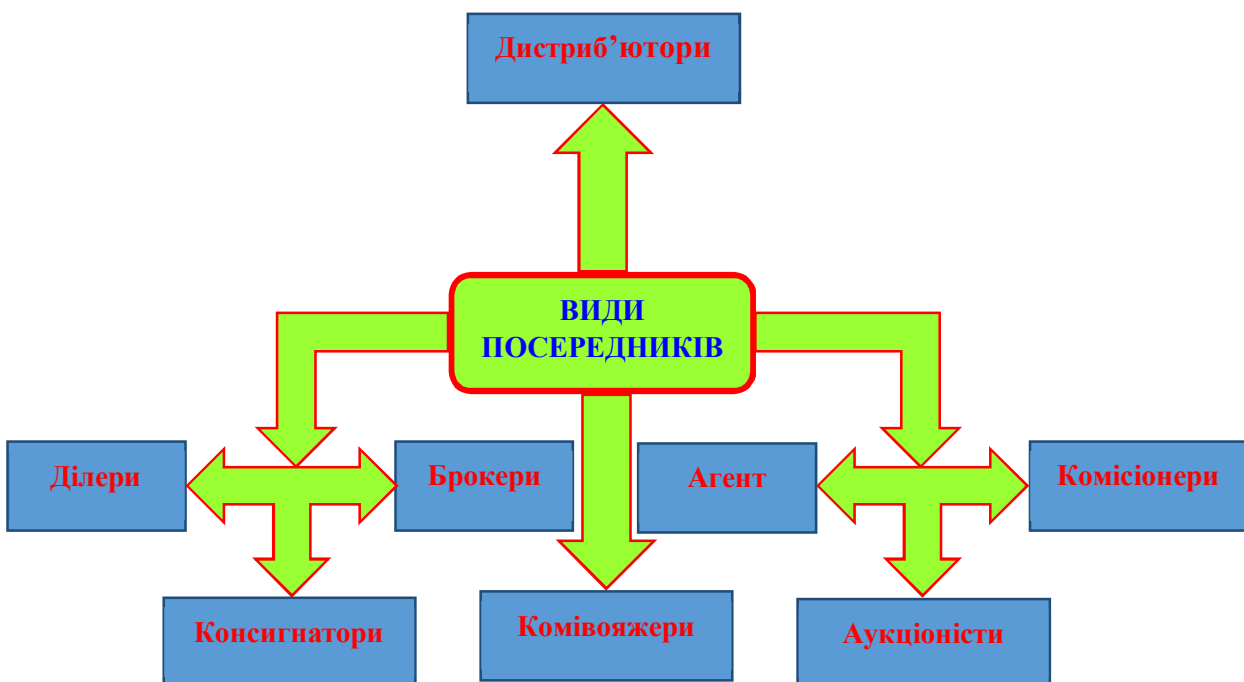 Дистриб’ютори
ВИДИ
ПОСЕРЕДНИКІВ
Ділери
Брокери
Агент
Комісіонери
Консигнатори
Комівояжери
Аукціоністи